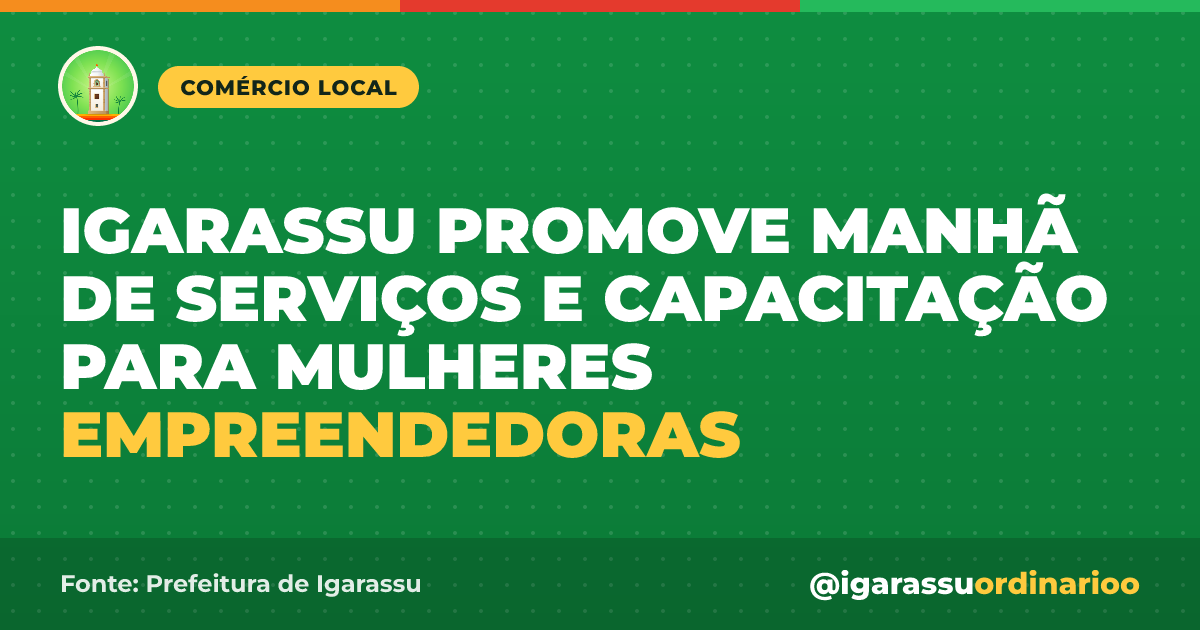 COMÉRCIO LOCAL
IGARASSU PROMOVE MANHÃ
DE SERVIÇOS E CAPACITAÇÃO
PARA MULHERES
EMPREENDEDORAS
Fonte: Prefeitura de Igarassu
@igarassuordinarioo